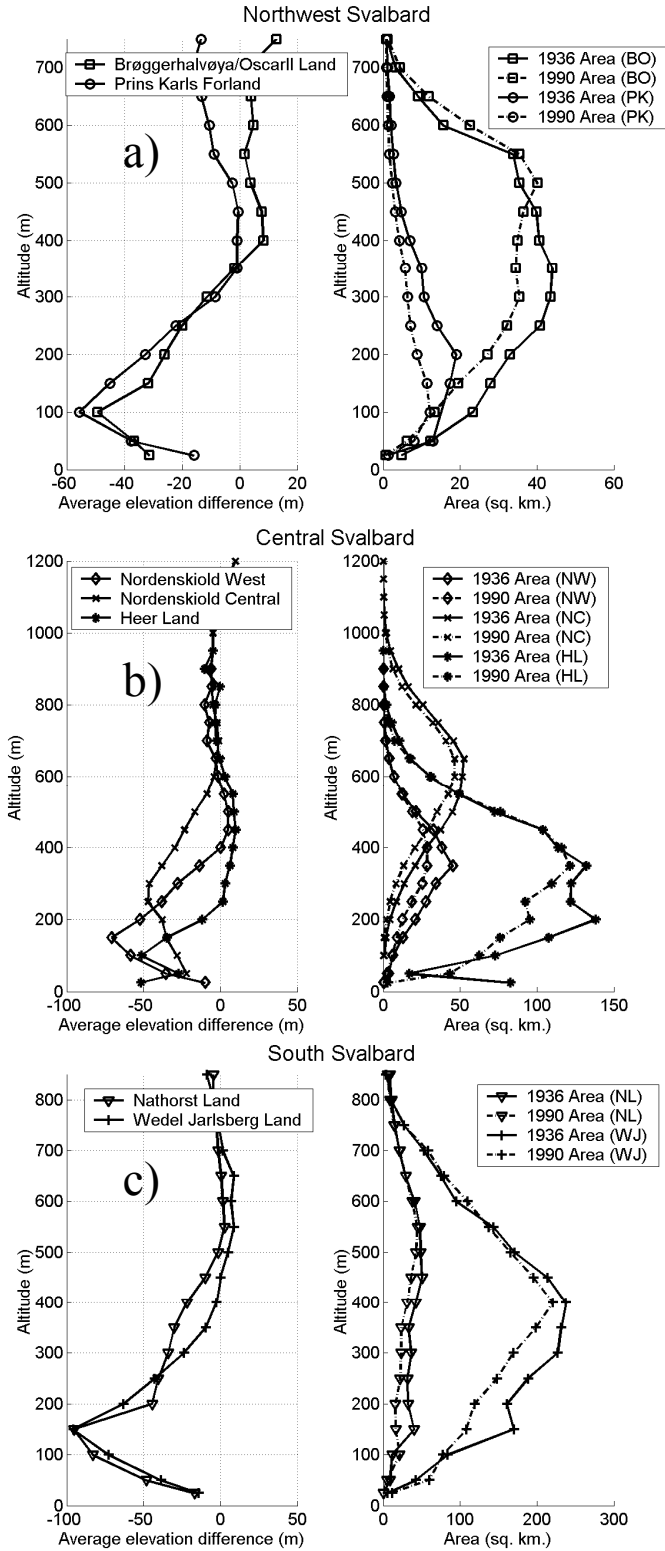 Northwest Svalbard
Brøggerhalvøya/OscarII Land
Prins Karls Forland
a)
Altitude (m)
700
600
500
400
300
200
100
0
-60 -40 -20 0 20
Average elevation difference (m)
1936 Area (BO)
1990 Area (BO)
1936 Area (PK)
1990 Area (PK)
Altitude (m)
700
600
500
400
300
200
100
0
0 20 40 60
Area (sq. km.)
Central Svalbard
Nordenskiold West
Nordenskiold Central
Heer Land
b)
Altitude (m)
1200
1000
800
600
400
200
0
-100 -50 0 50
Average elevation difference (m)
1936 Area (NW)
1990 Area (NW)
1936 Area (NC)
1990 Area (NC)
1936 Area (HL)
1990 Area (HL)
Altitude (m)
1200
1000
800
600
400
200
0
0 50 100 150
Area (sq. km.)
South Svalbard
Nathorst Land
Wedel Jarlsberg Land
c)
Altitude (m)
800
700
600
500
400
300
200
100
0
-100 -50 0 50
Average elevation difference (m)
1936 Area (NL)
1990 Area (NL)
1936 Area (WJ)
1990 Area (WJ)
Altitude (m)
800
700
600
500
400
300
200
100
0
0 100 200 300
Area (sq. km.)